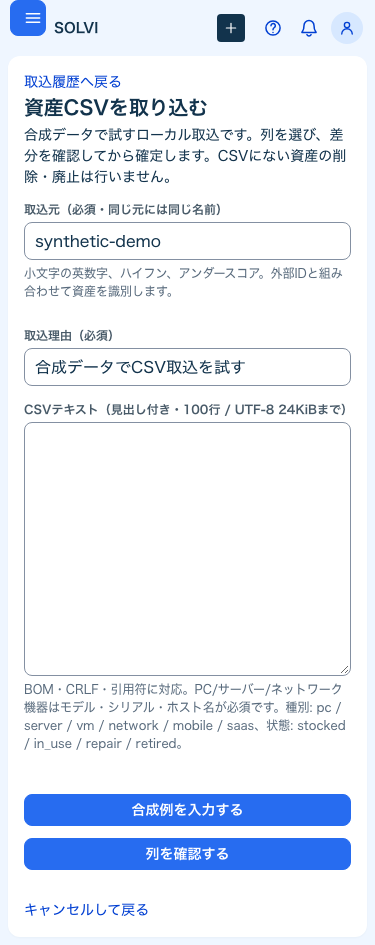 SOLVI
取込履歴へ戻る
資産CSVを取り込む
合成データで試すローカル取込です。列を選び、差
分を確認してから確定します。CSVにない資産の削
除・廃止は行いません。
取込元（必須・同じ元には同じ名前）
synthetic-demo
小文字の英数字、ハイフン、アンダースコア。外部IDと組み
合わせて資産を識別します。
取込理由（必須）
合成データでCSV取込を試す
CSVテキスト（見出し付き・100行 / UTF-8 24KiBまで）
BOM・CRLF・引用符に対応。PC/サーバー/ネットワーク
機器はモデル・シリアル・ホスト名が必須です。種別: pc /
server / vm / network / mobile / saas、状態: stocked
/ in_use / repair / retired。
合成例を入力する
列を確認する
キャンセルして戻る